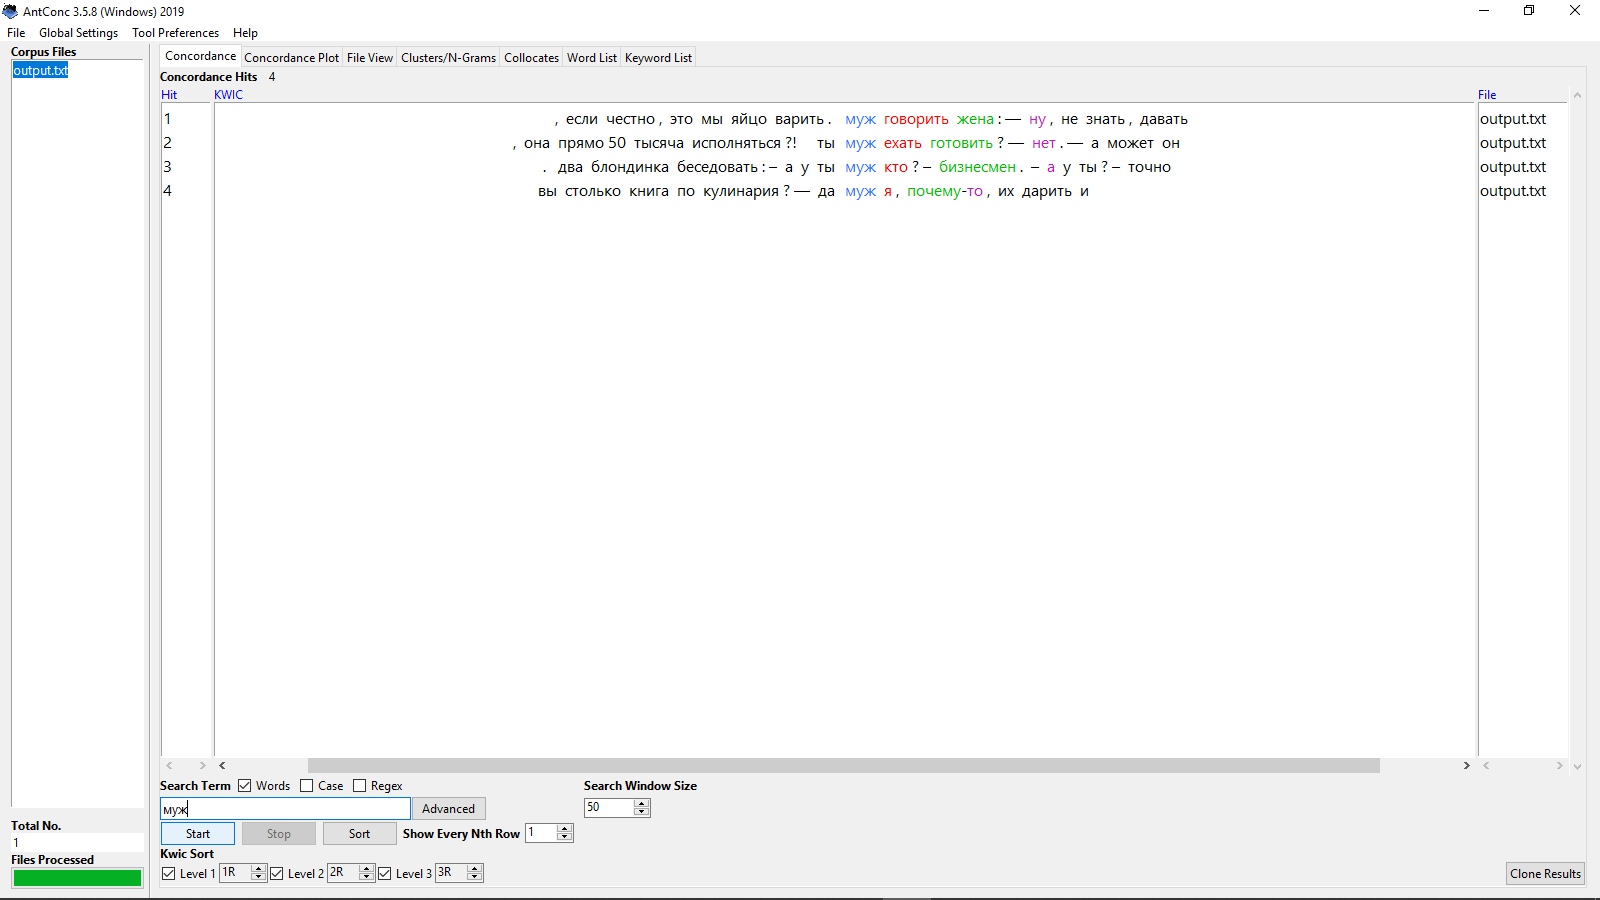 AntConc 3.5.8 (Windows) 2019
File Global Settings Tool Preferences Help
Corpus Files
output.txt
Concordance Concordance Plot File View Clusters/N-Grams Collocates Word List Keyword List
Concordance Hits 4
Hit KWIC File
1 , если честно, это мы яйцо варить. муж говорить жена:— ну, не знать, давать output.txt
2 , она прямо 50 тысяча исполняться?! ты муж ехать готовить?— нет.— а может он output.txt
3 . два блондинка беседовать:– а у ты муж кто?– бизнесмен. – а у ты?– точно output.txt
4 вы столько книга по кулинария?— да муж я, почему-то, их дарить и output.txt
Search Term Words Case Regex Search Window Size
муж Advanced 50
Start Stop Sort Show Every Nth Row 1
Kwic Sort
Level 1 1R Level 2 2R Level 3 3R
Total No.
1
Files Processed
Clone Results